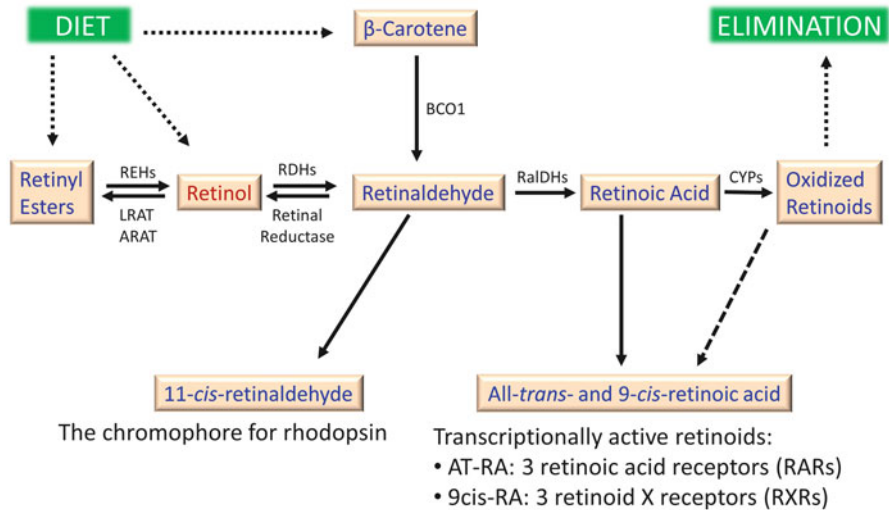 DIET
β-Carotene
ELIMINATION
BCO1
Retinyl
Esters
REHs
LRAT
ARAT
Retinol
RDHs
Retinal
Reductase
Retinaldehyde
RalDHs
Retinoic Acid
CYPs
Oxidized
Retinoids
11-cis-retinaldehyde
The chromophore for rhodopsin
All-trans- and 9-cis-retinoic acid
Transcriptionally active retinoids:
• AT-RA: 3 retinoic acid receptors (RARs)
• 9cis-RA: 3 retinoid X receptors (RXRs)